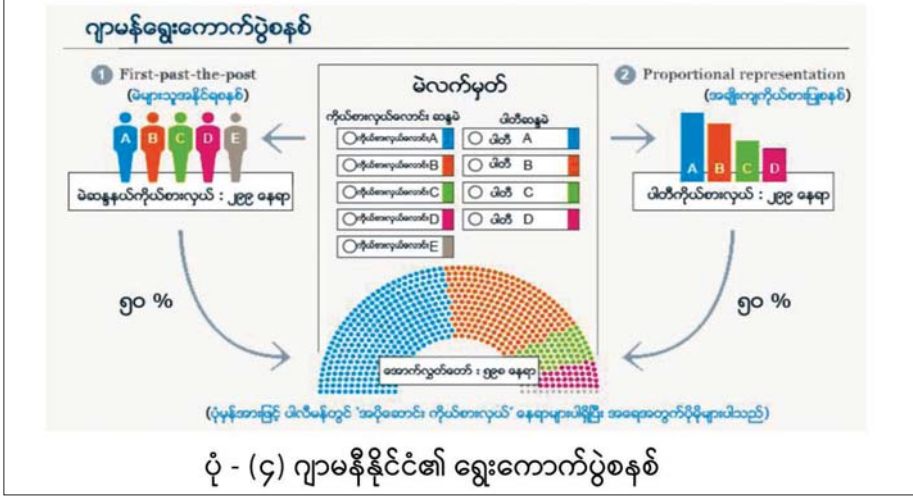 ဂျာမန်ရွေးကောက်ပွဲစနစ်
1 First-past-the-post
(မဲများသူအနိုင်ရစနစ်)
A B C D E
မဲဆန္ဒနယ်ကိုယ်စားလှယ် : ၂၉၉ နေရာ
၅၀ %
မဲလက်မှတ်
ကိုယ်စားလှယ်လောင်း ဆန္ဒမဲ
ပါတီဆန္ဒမဲ
ကိုယ်စားလှယ်လောင်းA
ပါတီ A
ကိုယ်စားလှယ်လောင်းB
ပါတီ B
ကိုယ်စားလှယ်လောင်းC
ပါတီ C
ကိုယ်စားလှယ်လောင်းD
ပါတီ D
ကိုယ်စားလှယ်လောင်းE
အောက်လွှတ်တော် : ၅၉၈ နေရာ
2 Proportional representation
(အချိုးကျကိုယ်စားပြုစနစ်)
A B C D
ပါတီကိုယ်စားလှယ် : ၂၉၉ နေရာ
၅၀ %
(ပုံမှန်အားဖြင့် ပါလီမန်တွင် "အပိုဆောင်း ကိုယ်စားလှယ်" နေရာများပါရှိပြီး အရေအတွက်ပိုမိုများပါသည်)
ပုံ - (၄) ဂျာမနီနိုင်ငံ၏ ရွေးကောက်ပွဲစနစ်